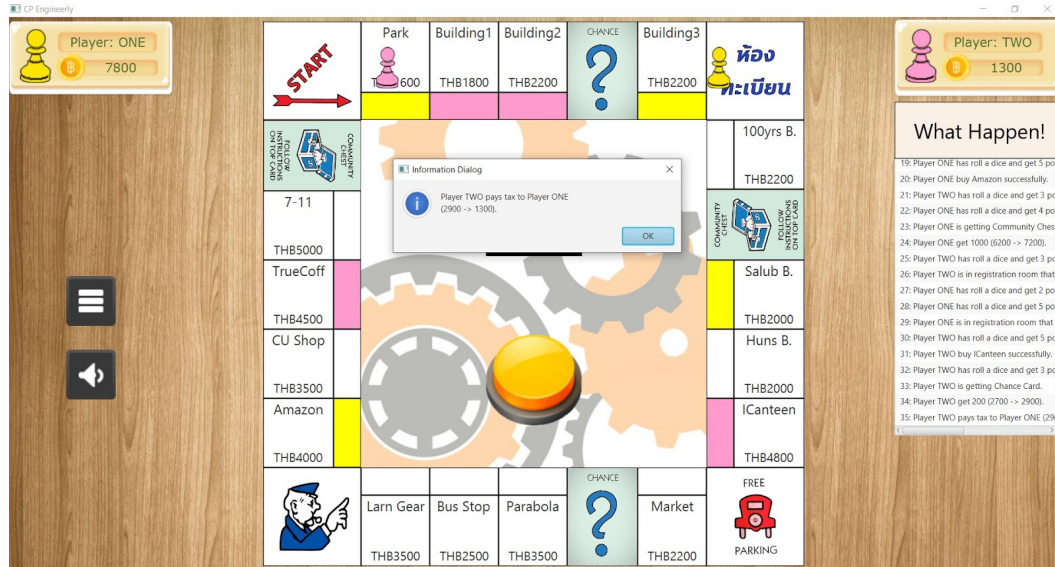 CP Engineerly
Player: ONE
7800
START
Park
600
Building1
THB1800
Building2
THB2200
CHANCE
Building3
THB2200
ห้อง
ทะเบียน
Player: TWO
1300
What Happen!
19: Player ONE has roll a dice and get 5 po
20: Player ONE buy Amazon successfully.
21: Player TWO has roll a dice and get 3 po
22: Player ONE has roll a dice and get 4 po
23: Player ONE is getting Community Ches
24: Player ONE get 1000 (6200 -> 7200).
25: Player TWO has roll a dice and get 3 po
26: Player TWO is in registration room that
27: Player ONE has roll a dice and get 2 po
28: Player ONE has roll a dice and get 5 po
29: Player ONE is in registration room that
30: Player TWO has roll a dice and get 5 po
31: Player TWO buy ICanteen successfully.
32: Player TWO has roll a dice and get 3 po
33: Player TWO is getting Chance Card.
34: Player TWO get 200 (2700 -> 2900).
35: Player TWO pays tax to Player ONE (29
COMMUNITY
CHEST
FOLLOW
INSTRUCTIONS
ON TOP CARD
100yrs B.
THB2200
Information Dialog
Player TWO pays tax to Player ONE
(2900 -> 1300).
OK
7-11
THB5000
COMMUNITY
CHEST
FOLLOW
INSTRUCTIONS
ON TOP CARD
TrueCoff
THB4500
Salub B.
THB2000
CU Shop
THB3500
Huns B.
THB2000
Amazon
THB4000
ICanteen
THB4800
Larn Gear
THB3500
Bus Stop
THB2500
Parabola
THB3500
CHANCE
Market
THB2200
FREE
PARKING